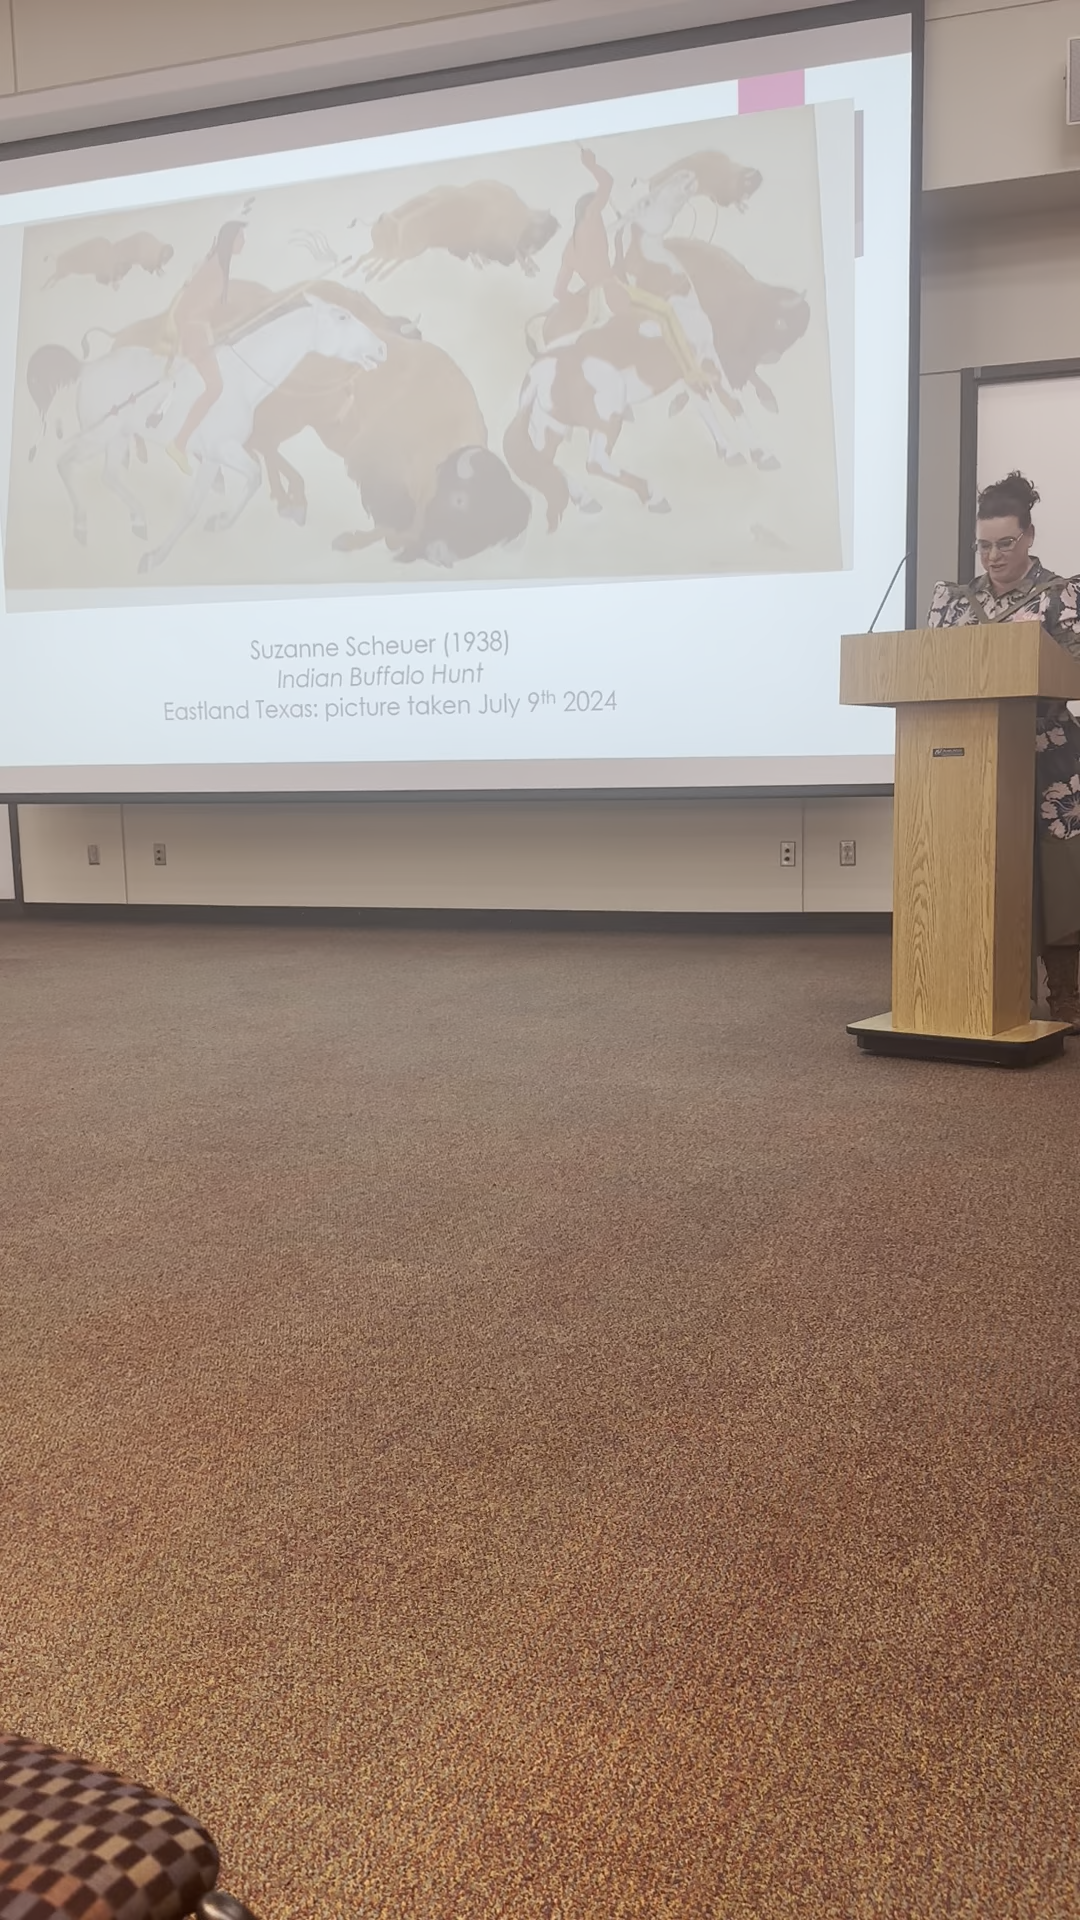 Suzanne Scheuer (1938)
Indian Buffalo Hunt
Eastland Texas: picture taken July 9th 2024